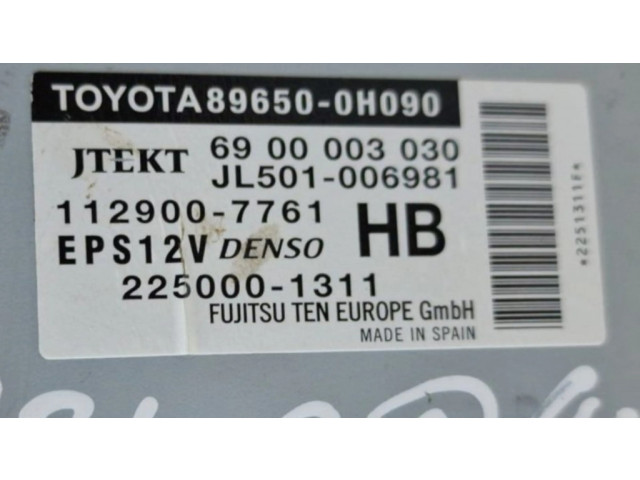 TOYOTA 89650-0H090
JTEKT 69 00 003 030
JL501-006981
112900-7761 HB
EPS12V DENSO
225000-1311
FUJITSU TEN EUROPE GmbH
MADE IN SPAIN
*2251311F*